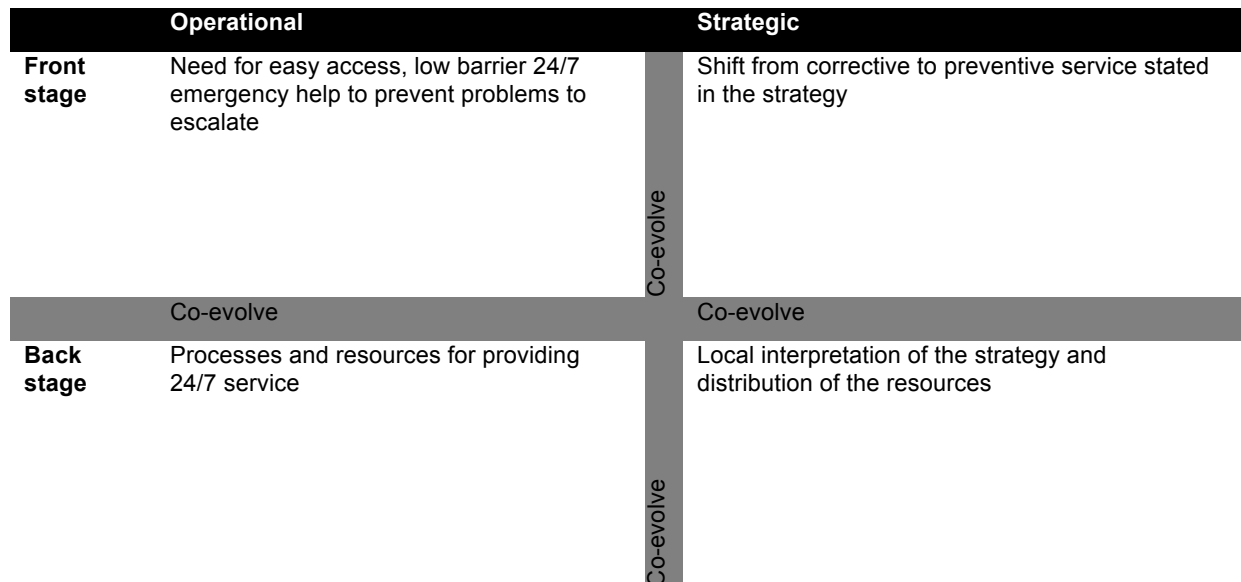 Operational
Strategic
Front
stage
Need for easy access, low barrier 24/7
emergency help to prevent problems to
escalate
Co-evolve
Shift from corrective to preventive service stated
in the strategy
Co-evolve
Co-evolve
Back
stage
Processes and resources for providing
24/7 service
Co-evolve
Local interpretation of the strategy and
distribution of the resources